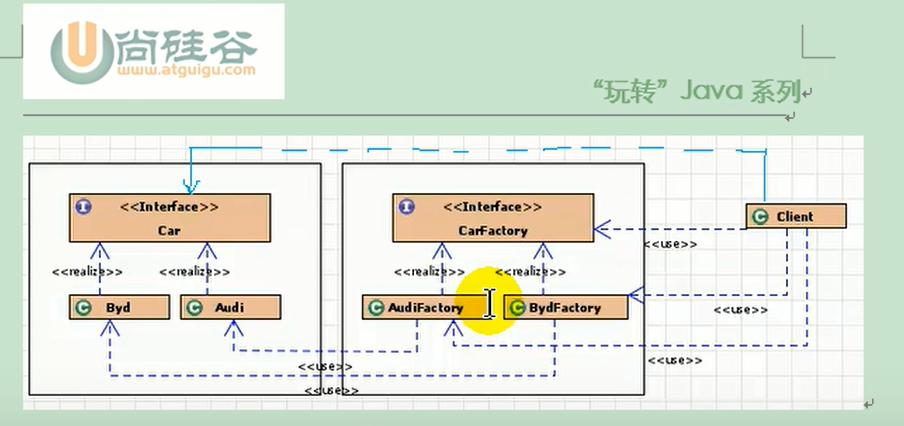 尚硅谷
www.atguigu.com
“玩转”Java 系列
<<Interface>>
Car
<<Interface>>
CarFactory
Client
<<use>>
<<realize>>
<<realize>>
<<realize>>
<<realize>>
Byd
Audi
AudiFactory
BydFactory
<<use>>
<<use>>
<<use>>
<<use>>